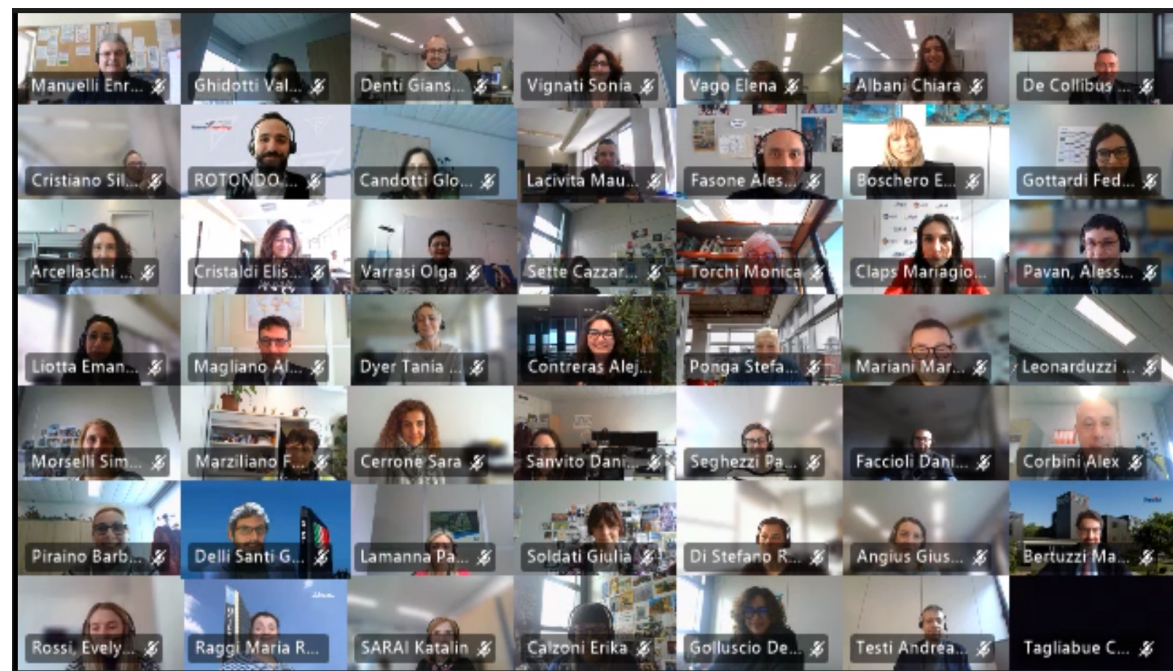 Manuelli Enr...
Ghidotti Val...
Denti Gians...
Vignati Sonia
Vago Elena
Albani Chiara
De Collibus ...
Cristiano Sil...
ROTONDO...
Candotti Glo...
Lacivita Mau...
Fasone Ales...
Boschero E...
Gottardi Fed...
Arcellaschi ...
Cristaldi Elis...
Varrasi Olga
Sette Cazzar...
Torchi Monica
Claps Mariagio...
Pavan, Aless...
Liotta Eman...
Magliano Al...
Dyer Tania ...
Contreras Alej...
Ponga Stefa...
Mariani Mar...
Leonarduzzi ...
Morselli Sim...
Marziliano F...
Cerrone Sara
Sanvito Dani...
Seghezzi Pa...
Faccioli Dani...
Corbini Alex
Piraino Barb...
Delli Santi G...
Lamanna Pa...
Soldati Giulia
Di Stefano R...
Angius Gius...
Bertuzzi Ma...
Rossi, Evely...
Raggi Maria R...
SARAI Katalin
Calzoni Erika
Golluscio De...
Testi Andrea...
Tagliabue C...